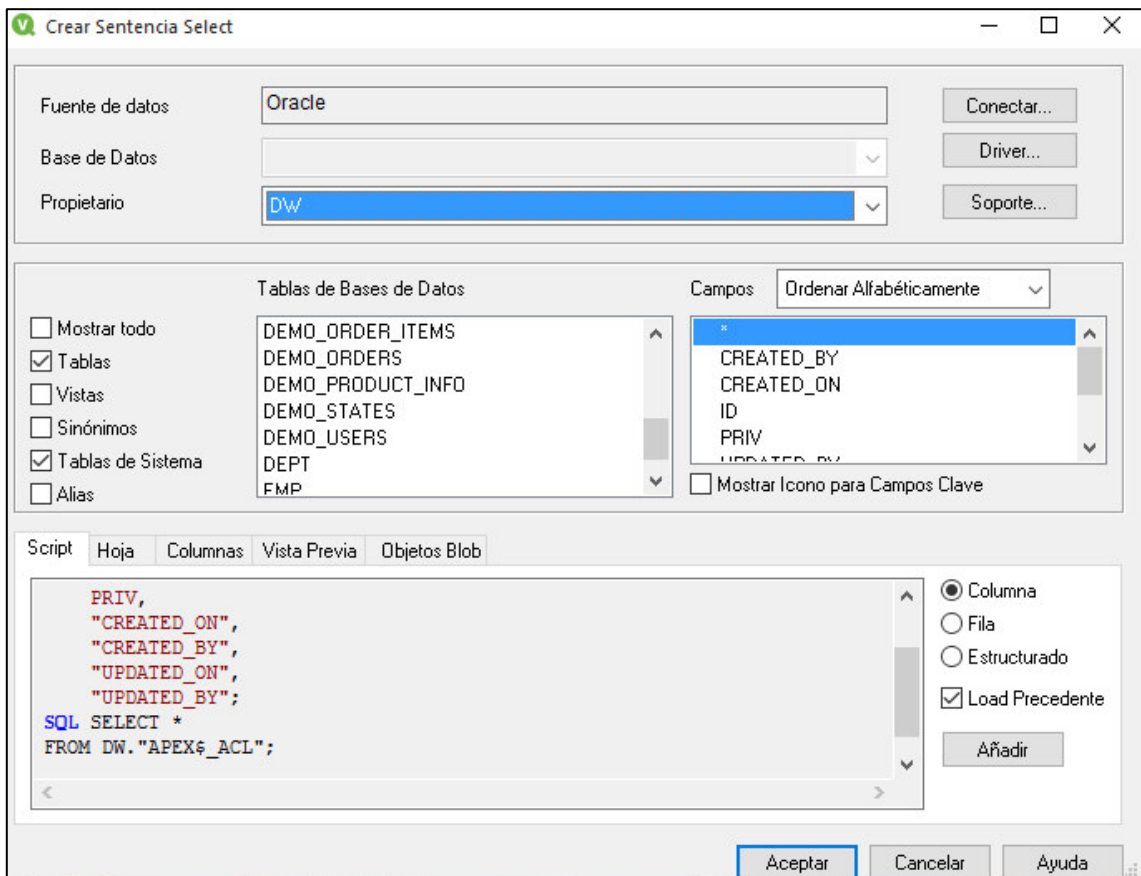 Crear Sentencia Select
Fuente de datos
Oracle
Conectar...
Base de Datos
Driver...
Propietario
DW
Soporte...
Tablas de Bases de Datos
Campos
Ordenar Alfabéticamente
Mostrar todo
Tablas
Vistas
Sinónimos
Tablas de Sistema
Alias
DEMO_ORDER_ITEMS
DEMO_ORDERS
DEMO_PRODUCT_INFO
DEMO_STATES
DEMO_USERS
DEPT
EMP
*
CREATED_BY
CREATED_ON
ID
PRIV
UPDATED_BY
Mostrar Icono para Campos Clave
Script
Hoja
Columnas
Vista Previa
Objetos Blob
PRIV,
"CREATED_ON",
"CREATED_BY",
"UPDATED_ON",
"UPDATED_BY";
SQL SELECT *
FROM DW."APEX$_ACL";
Columna
Fila
Estructurado
Load Precedente
Añadir
Aceptar
Cancelar
Ayuda